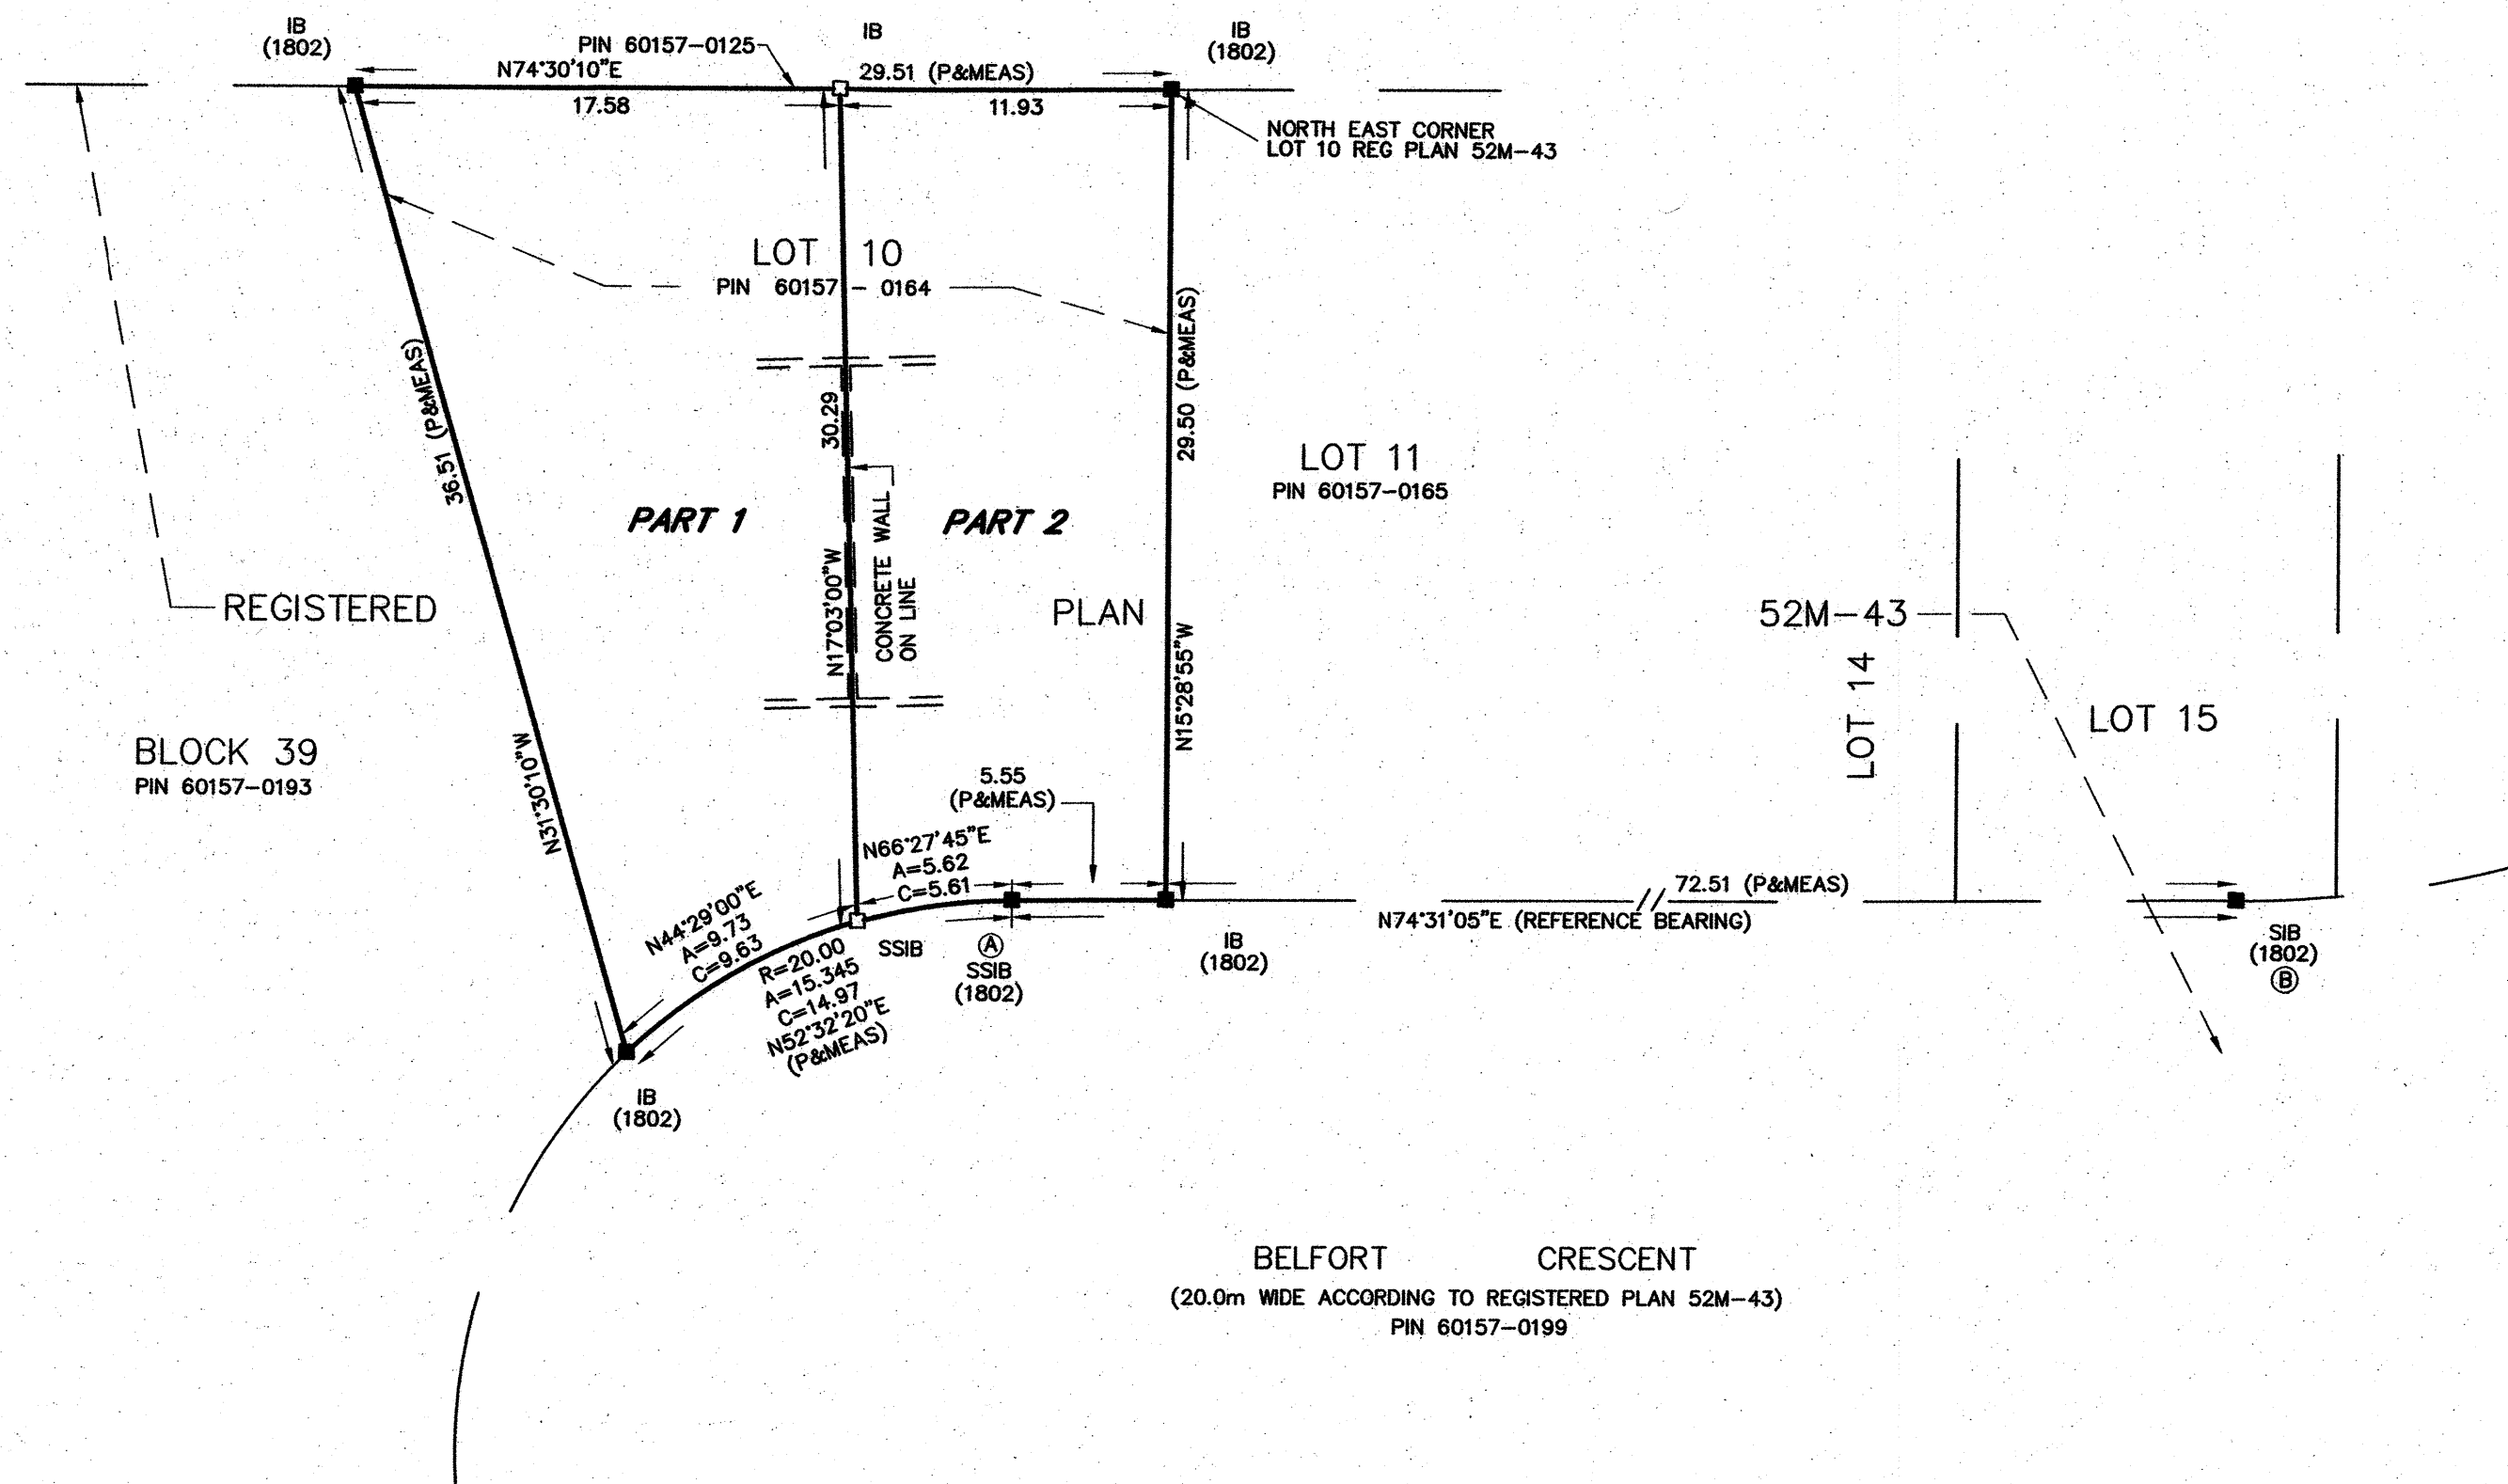 IB
(1802)
PIN 60157-0125
IB
IB
(1802)
N74°30'10"E
29.51 (P&MEAS)
17.58
11.93
NORTH EAST CORNER
LOT 10 REG PLAN 52M-43
LOT 10
PIN 60157 - 0164
36.51 (P&MEAS)
N31°30'10"W
30.29
N17°03'00"W
CONCRETE WALL
ON LINE
29.50 (P&MEAS)
N15°28'55"W
LOT 11
PIN 60157-0165
PART 1
PART 2
REGISTERED
PLAN
52M-43
LOT 14
LOT 15
BLOCK 39
PIN 60157-0193
5.55
(P&MEAS)
N66°27'45"E
A=5.62
C=5.61
N44°29'00"E
A=9.73
C=9.63
R=20.00
A=15.345
C=14.97
N52°32'20"E
(P&MEAS)
SSIB
A
SSIB
(1802)
IB
(1802)
72.51 (P&MEAS)
N74°31'05"E (REFERENCE BEARING)
SIB
(1802)
B
IB
(1802)
BELFORT CRESCENT
(20.0m WIDE ACCORDING TO REGISTERED PLAN 52M-43)
PIN 60157-0199